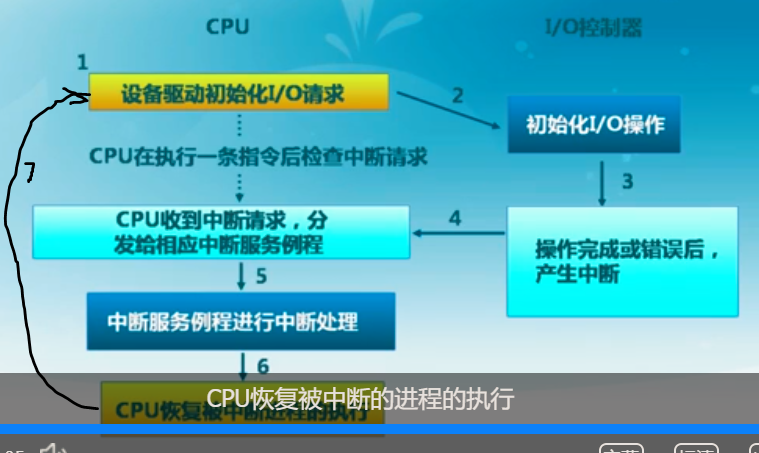 CPU
I/O控制器
1
设备驱动初始化I/O请求
2
初始化I/O操作
CPU在执行一条指令后检查中断请求
7
3
CPU收到中断请求，分
发给相应中断服务例程
4
操作完成或错误后，
产生中断
5
中断服务例程进行中断处理
6
CPU恢复被中断进程的执行
CPU恢复被中断的进程的执行